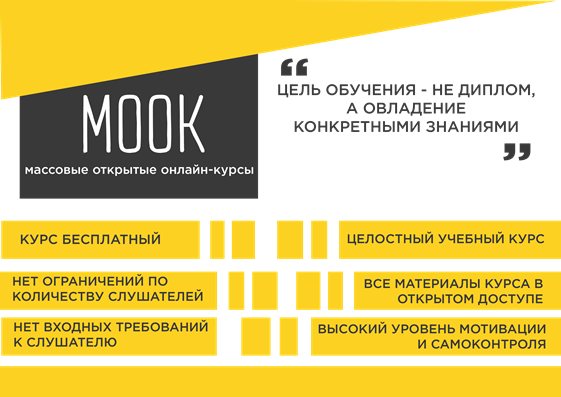 МООК
массовые открытые онлайн-курсы
“
ЦЕЛЬ ОБУЧЕНИЯ - НЕ ДИПЛОМ,
А ОВЛАДЕНИЕ
КОНКРЕТНЫМИ ЗНАНИЯМИ
”
КУРС БЕСПЛАТНЫЙ
ЦЕЛОСТНЫЙ УЧЕБНЫЙ КУРС
НЕТ ОГРАНИЧЕНИЙ ПО
КОЛИЧЕСТВУ СЛУШАТЕЛЕЙ
ВСЕ МАТЕРИАЛЫ КУРСА В
ОТКРЫТОМ ДОСТУПЕ
НЕТ ВХОДНЫХ ТРЕБОВАНИЙ
К СЛУШАТЕЛЮ
ВЫСОКИЙ УРОВЕНЬ МОТИВАЦИИ
И САМОКОНТРОЛЯ